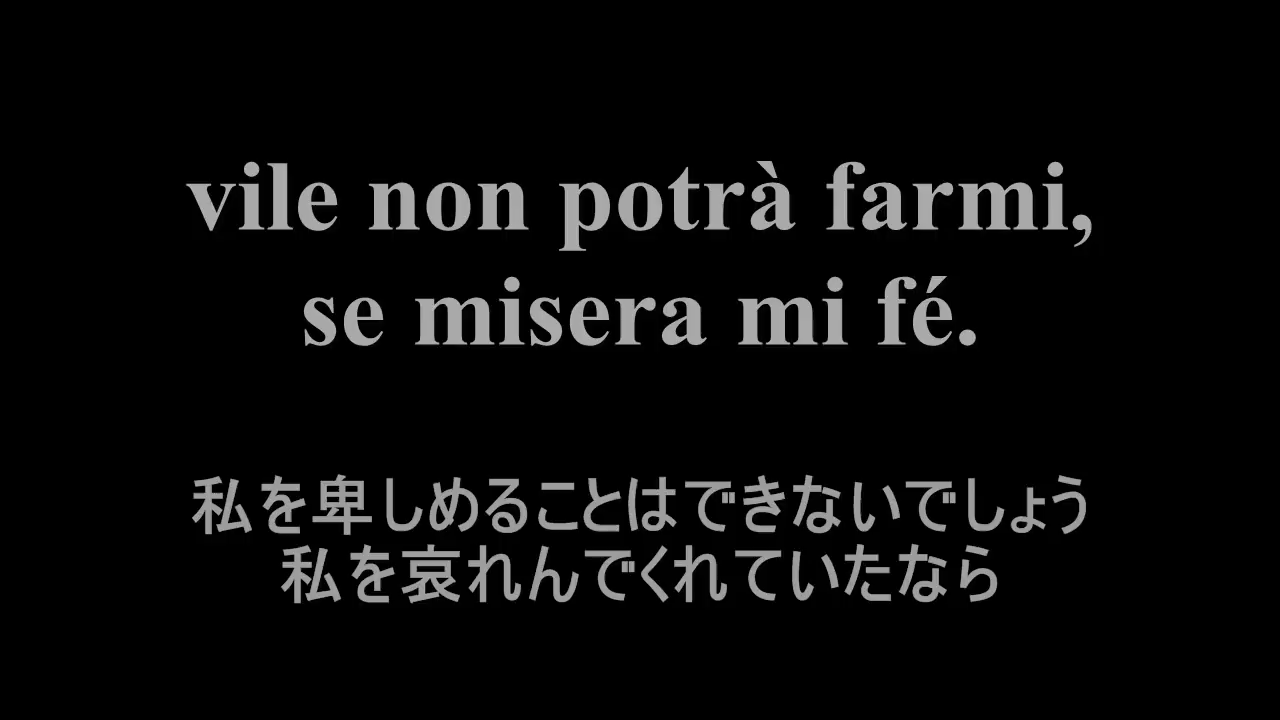 vile non potrà farmi,
se misera mi fé.
私を卑しめることはできないでしょう
私を哀れんでくれていたなら